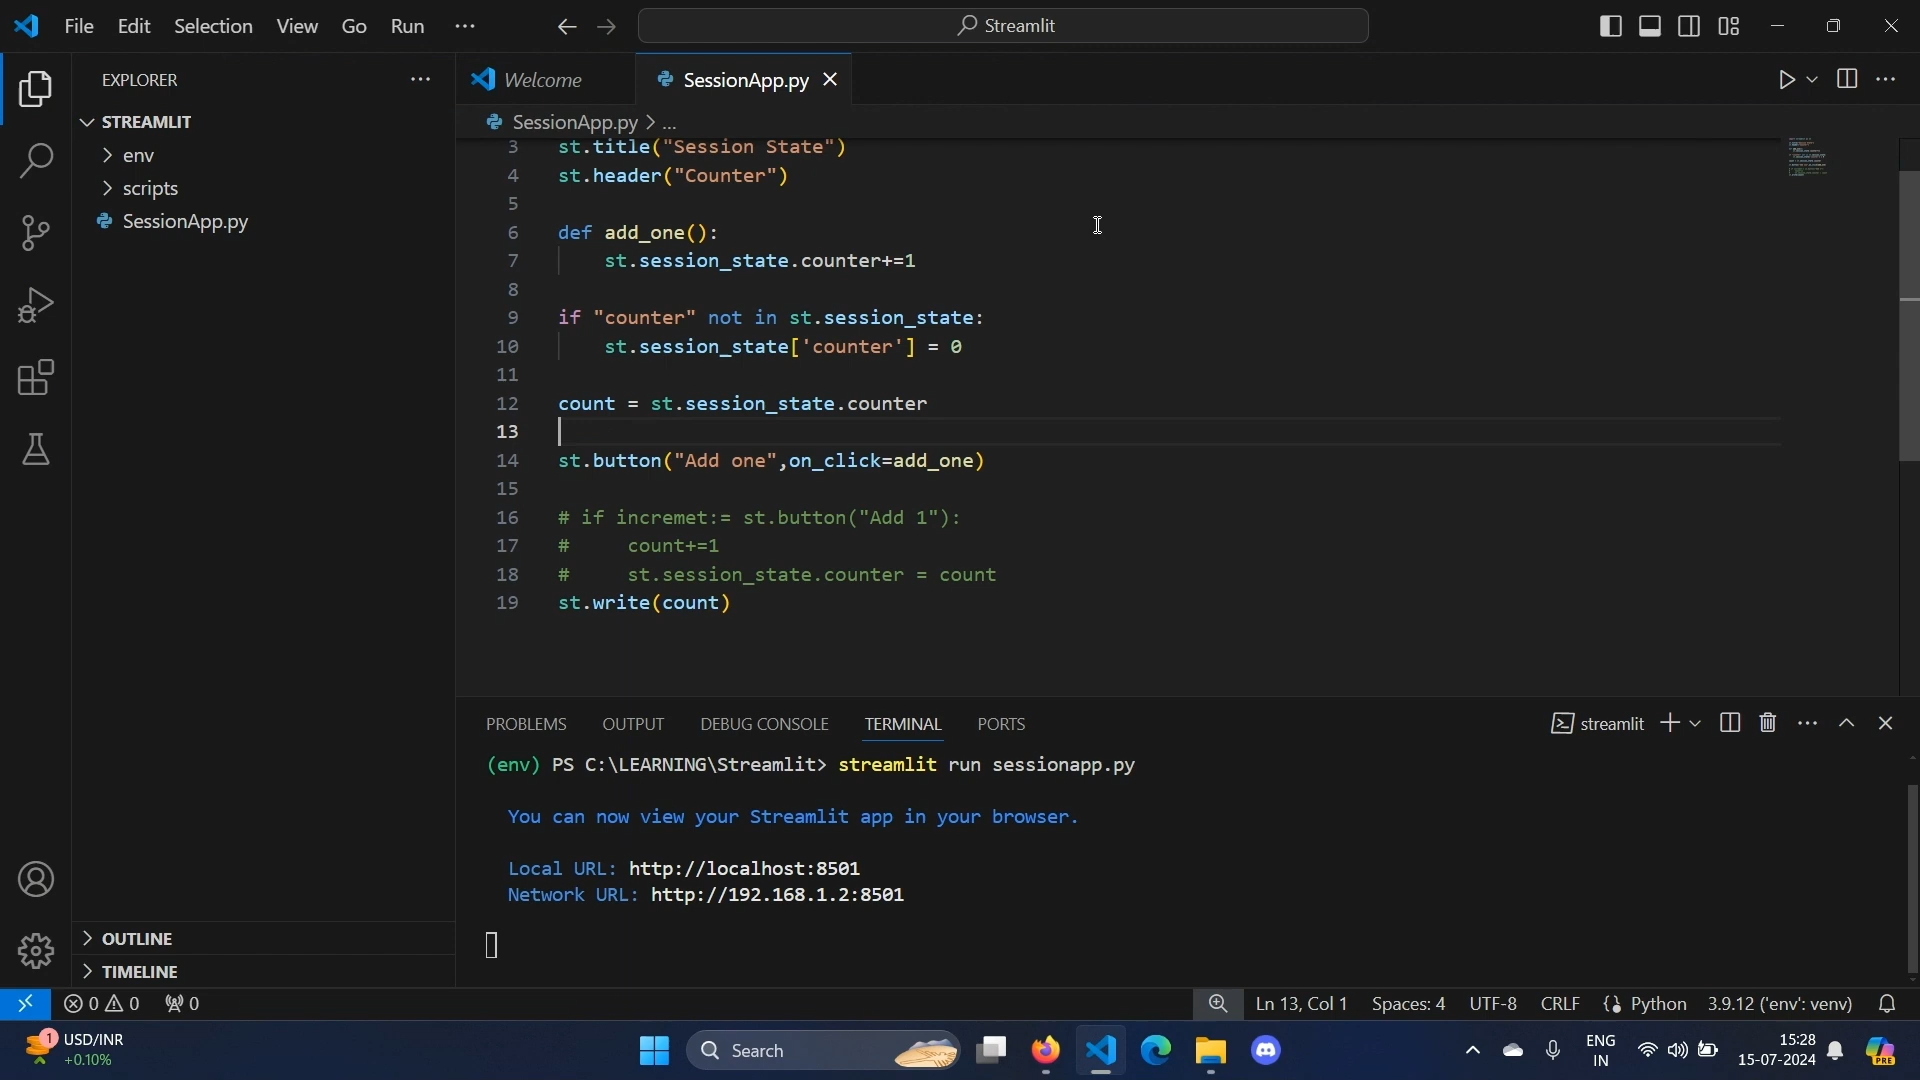 File Edit Selection View Go Run ···
Streamlit
EXPLORER ···
STREAMLIT
env
scripts
SessionApp.py
OUTLINE
TIMELINE
Welcome
SessionApp.py
SessionApp.py > ...
3 st.title("Session State")
4 st.header("Counter")
5
6 def add_one():
7 st.session_state.counter+=1
8
9 if "counter" not in st.session_state:
10 st.session_state['counter'] = 0
11
12 count = st.session_state.counter
13
14 st.button("Add one",on_click=add_one)
15
16 # if incremet:= st.button("Add 1"):
17 # count+=1
18 # st.session_state.counter = count
19 st.write(count)
PROBLEMS OUTPUT DEBUG CONSOLE TERMINAL PORTS
streamlit
(env) PS C:\LEARNING\Streamlit> streamlit run sessionapp.py
You can now view your Streamlit app in your browser.
Local URL: http://localhost:8501
Network URL: http://192.168.1.2:8501
0 0 0
Ln 13, Col 1 Spaces: 4 UTF-8 CRLF Python 3.9.12 ('env': venv)
1
USD/INR
+0.10%
Search
ENG
IN
15:28
15-07-2024
PRE